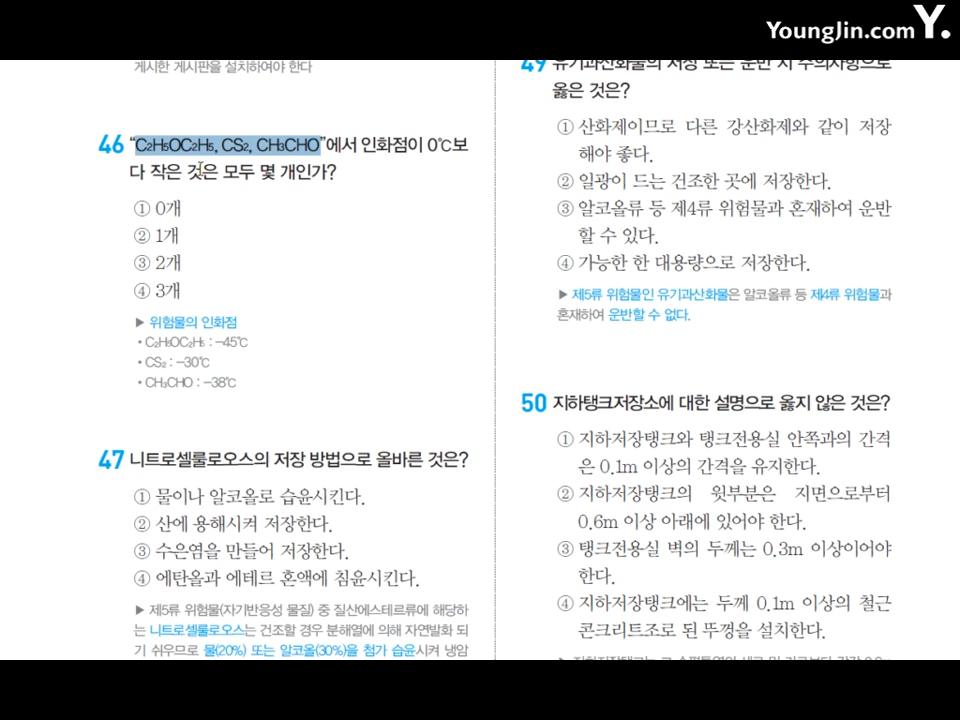 YoungJin.com Y.
게시한 게시판을 설치하여야 한다
46 “C₂H₅OC₂H₅, CS₂, CH₃CHO”에서 인화점이 0℃보
다 작은 것은 모두 몇 개인가?
① 0개
② 1개
③ 2개
④ 3개
▶ 위험물의 인화점
• C₂H₅OC₂H₅ : -45℃
• CS₂ : -30℃
• CH₃CHO : -38℃
47 니트로셀룰로오스의 저장 방법으로 올바른 것은?
① 물이나 알코올로 습윤시킨다.
② 산에 용해시켜 저장한다.
③ 수은염을 만들어 저장한다.
④ 에탄올과 에테르 혼액에 침윤시킨다.
▶ 제5류 위험물(자기반응성 물질) 중 질산에스테르류에 해당하
는 니트로셀룰로오스는 건조할 경우 분해열에 의해 자연발화 되
기 쉬우므로 물(20%) 또는 알코올(30%)을 첨가 습윤시켜 냉암
49 유기과산화물의 저장 또는 운반 시 주의사항으로
옳은 것은?
① 산화제이므로 다른 강산화제와 같이 저장
해야 좋다.
② 일광이 드는 건조한 곳에 저장한다.
③ 알코올류 등 제4류 위험물과 혼재하여 운반
할 수 있다.
④ 가능한 한 대용량으로 저장한다.
▶ 제5류 위험물인 유기과산화물은 알코올류 등 제4류 위험물과
혼재하여 운반할 수 없다.
50 지하탱크저장소에 대한 설명으로 옳지 않은 것은?
① 지하저장탱크와 탱크전용실 안쪽과의 간격
은 0.1m 이상의 간격을 유지한다.
② 지하저장탱크의 윗부분은 지면으로부터
0.6m 이상 아래에 있어야 한다.
③ 탱크전용실 벽의 두께는 0.3m 이상이어야
한다.
④ 지하저장탱크에는 두께 0.1m 이상의 철근
콘크리트조로 된 뚜껑을 설치한다.